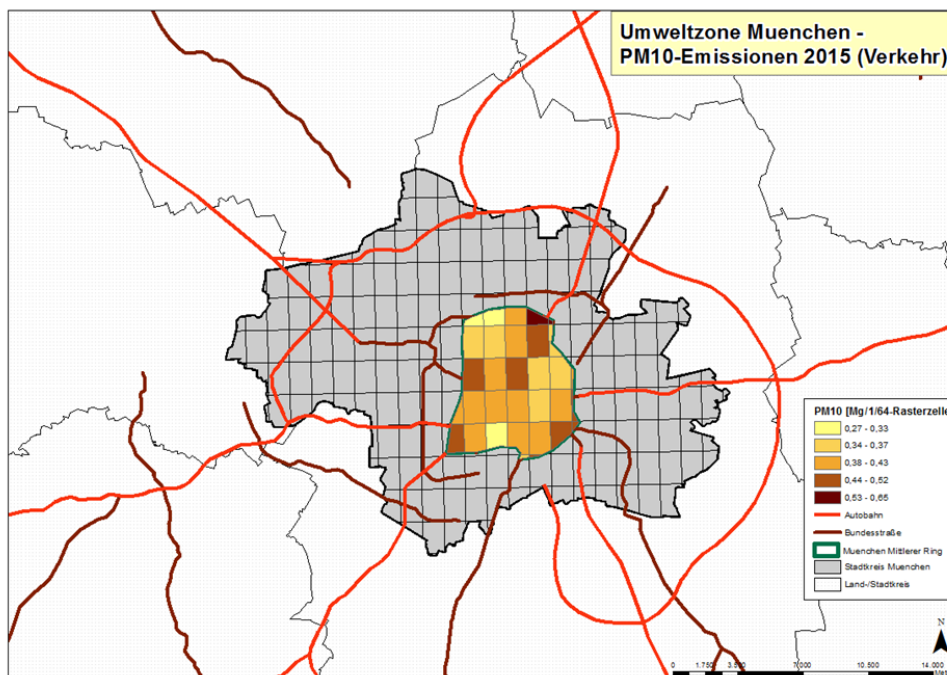 Umweltzone Muenchen -
PM10-Emissionen 2015 (Verkehr)
PM10 [Mg/1/64-Rasterzelle
0,27 - 0,33
0,34 - 0,37
0,38 - 0,43
0,44 - 0,52
0,53 - 0,65
Autobahn
Bundesstraße
Muenchen Mittlerer Ring
Stadtkreis Muenchen
Land-/Stadtkreis
N
0 1.750 3.500 7.000 10.500 14.000